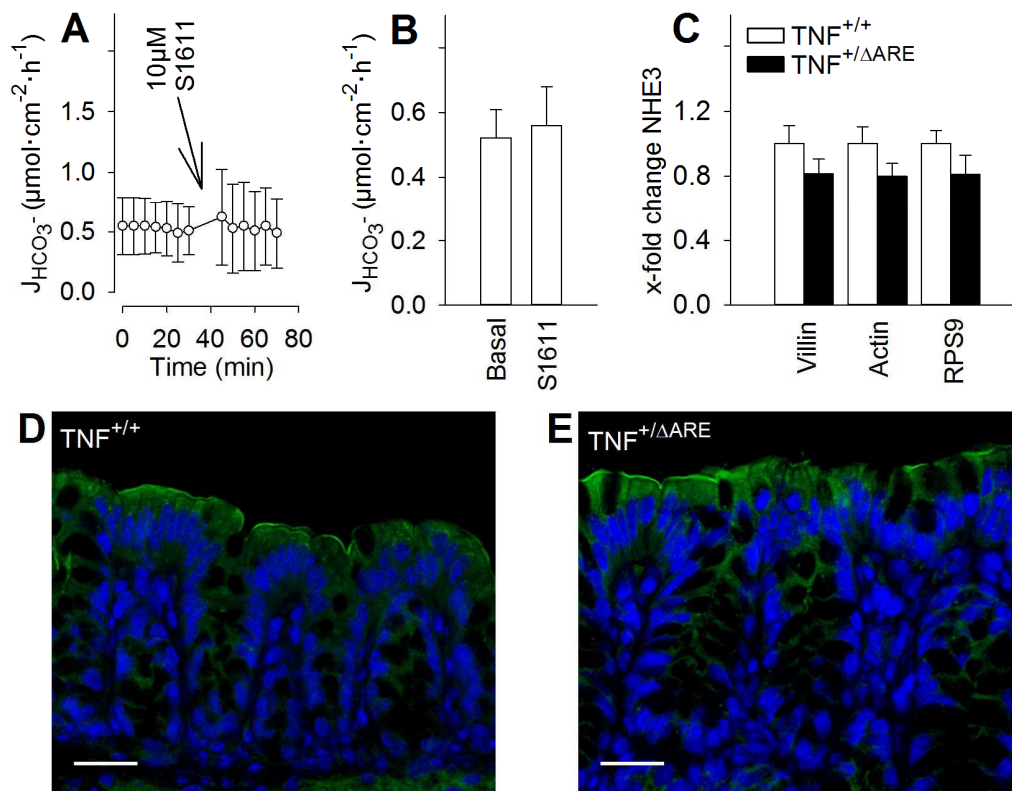 A
J_HCO₃- (µmol·cm⁻²·h⁻¹)
1.5
1.0
0.5
0.0
10µM
S1611
0 20 40 60 80
Time (min)
B
J_HCO₃- (µmol·cm⁻²·h⁻¹)
0.6
0.4
0.2
0.0
Basal
S1611
C
TNF⁺/⁺
TNF⁺/ΔARE
x-fold change NHE3
1.2
0.8
0.4
0.0
Villin
Actin
RPS9
D
TNF⁺/⁺
E
TNF⁺/ΔARE